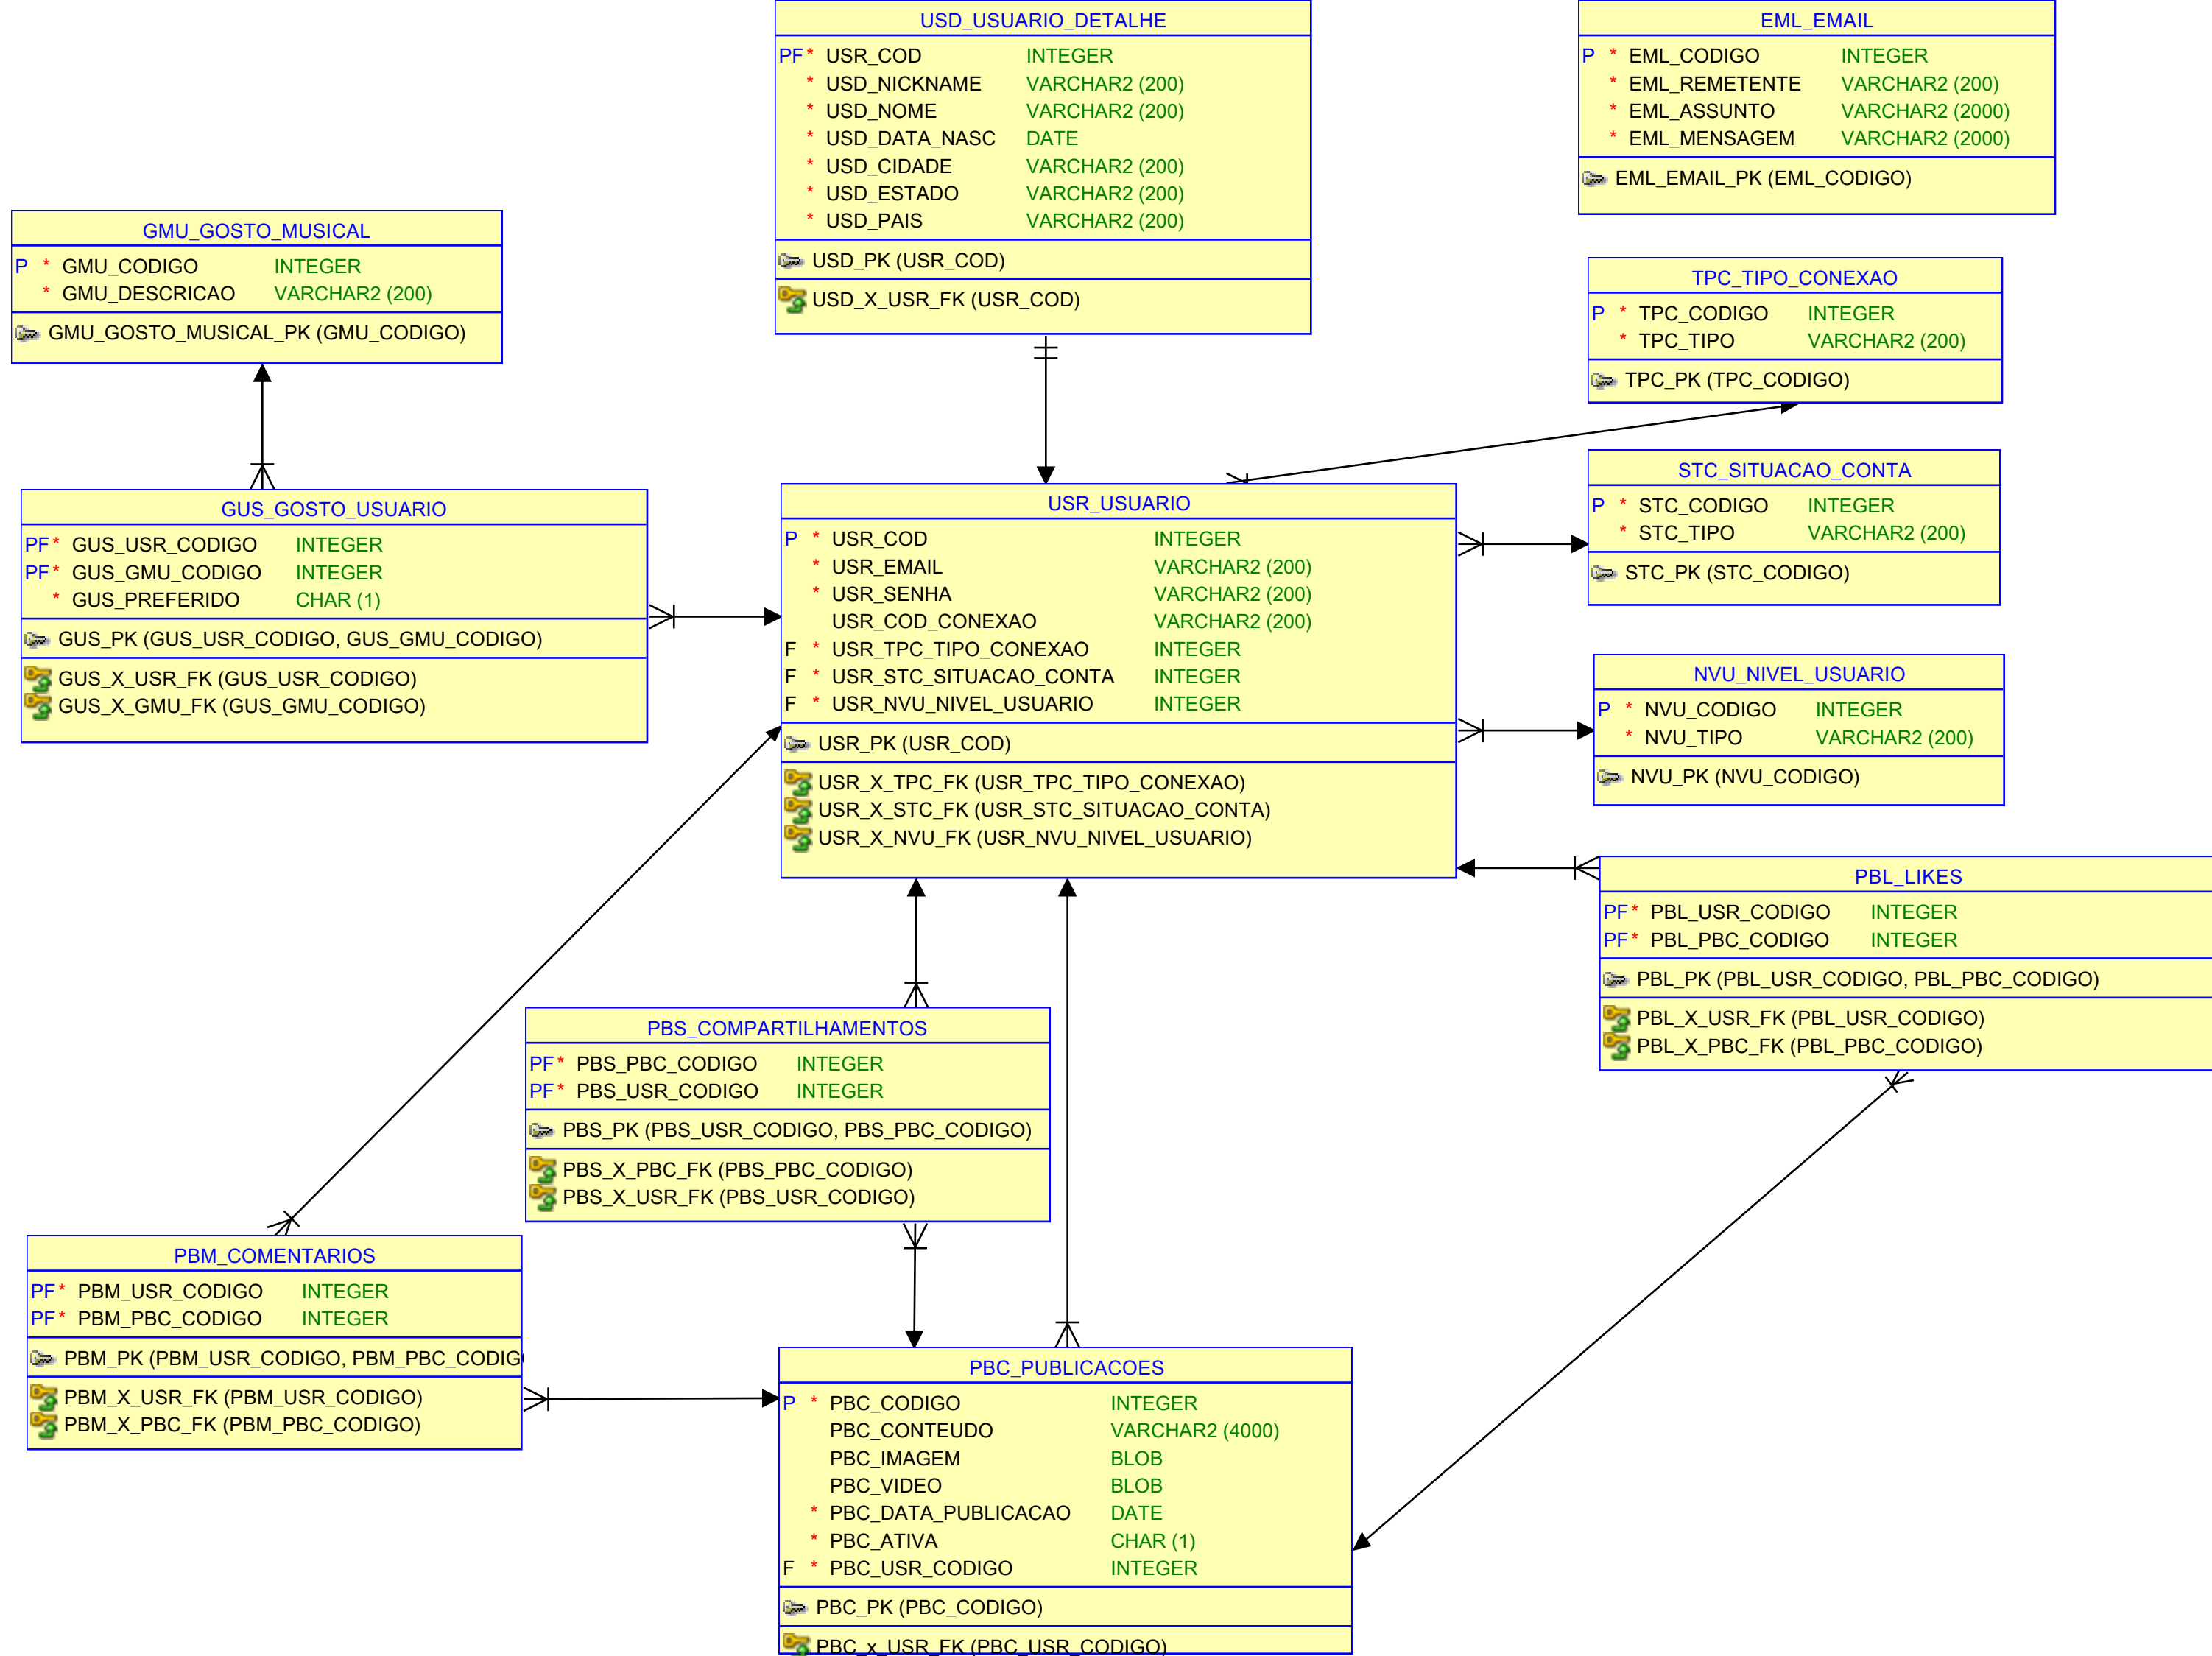 USD_USUARIO_DETALHE
PF * USR_COD INTEGER
* USD_NICKNAME VARCHAR2 (200)
* USD_NOME VARCHAR2 (200)
* USD_DATA_NASC DATE
* USD_CIDADE VARCHAR2 (200)
* USD_ESTADO VARCHAR2 (200)
* USD_PAIS VARCHAR2 (200)
USD_PK (USR_COD)
USD_X_USR_FK (USR_COD)
EML_EMAIL
P * EML_CODIGO INTEGER
* EML_REMETENTE VARCHAR2 (200)
* EML_ASSUNTO VARCHAR2 (2000)
* EML_MENSAGEM VARCHAR2 (2000)
EML_EMAIL_PK (EML_CODIGO)
GMU_GOSTO_MUSICAL
P * GMU_CODIGO INTEGER
* GMU_DESCRICAO VARCHAR2 (200)
GMU_GOSTO_MUSICAL_PK (GMU_CODIGO)
TPC_TIPO_CONEXAO
P * TPC_CODIGO INTEGER
* TPC_TIPO VARCHAR2 (200)
TPC_PK (TPC_CODIGO)
GUS_GOSTO_USUARIO
PF * GUS_USR_CODIGO INTEGER
PF * GUS_GMU_CODIGO INTEGER
* GUS_PREFERIDO CHAR (1)
GUS_PK (GUS_USR_CODIGO, GUS_GMU_CODIGO)
GUS_X_USR_FK (GUS_USR_CODIGO)
GUS_X_GMU_FK (GUS_GMU_CODIGO)
USR_USUARIO
P * USR_COD INTEGER
* USR_EMAIL VARCHAR2 (200)
* USR_SENHA VARCHAR2 (200)
USR_COD_CONEXAO VARCHAR2 (200)
F * USR_TPC_TIPO_CONEXAO INTEGER
F * USR_STC_SITUACAO_CONTA INTEGER
F * USR_NVU_NIVEL_USUARIO INTEGER
USR_PK (USR_COD)
USR_X_TPC_FK (USR_TPC_TIPO_CONEXAO)
USR_X_STC_FK (USR_STC_SITUACAO_CONTA)
USR_X_NVU_FK (USR_NVU_NIVEL_USUARIO)
STC_SITUACAO_CONTA
P * STC_CODIGO INTEGER
* STC_TIPO VARCHAR2 (200)
STC_PK (STC_CODIGO)
NVU_NIVEL_USUARIO
P * NVU_CODIGO INTEGER
* NVU_TIPO VARCHAR2 (200)
NVU_PK (NVU_CODIGO)
PBL_LIKES
PF * PBL_USR_CODIGO INTEGER
PF * PBL_PBC_CODIGO INTEGER
PBL_PK (PBL_USR_CODIGO, PBL_PBC_CODIGO)
PBL_X_USR_FK (PBL_USR_CODIGO)
PBL_X_PBC_FK (PBL_PBC_CODIGO)
PBS_COMPARTILHAMENTOS
PF * PBS_PBC_CODIGO INTEGER
PF * PBS_USR_CODIGO INTEGER
PBS_PK (PBS_USR_CODIGO, PBS_PBC_CODIGO)
PBS_X_PBC_FK (PBS_PBC_CODIGO)
PBS_X_USR_FK (PBS_USR_CODIGO)
PBM_COMENTARIOS
PF * PBM_USR_CODIGO INTEGER
PF * PBM_PBC_CODIGO INTEGER
PBM_PK (PBM_USR_CODIGO, PBM_PBC_CODIG
PBM_X_USR_FK (PBM_USR_CODIGO)
PBM_X_PBC_FK (PBM_PBC_CODIGO)
PBC_PUBLICACOES
P * PBC_CODIGO INTEGER
PBC_CONTEUDO VARCHAR2 (4000)
PBC_IMAGEM BLOB
PBC_VIDEO BLOB
* PBC_DATA_PUBLICACAO DATE
* PBC_ATIVA CHAR (1)
F * PBC_USR_CODIGO INTEGER
PBC_PK (PBC_CODIGO)
PBC_x_USR_FK (PBC_USR_CODIGO)